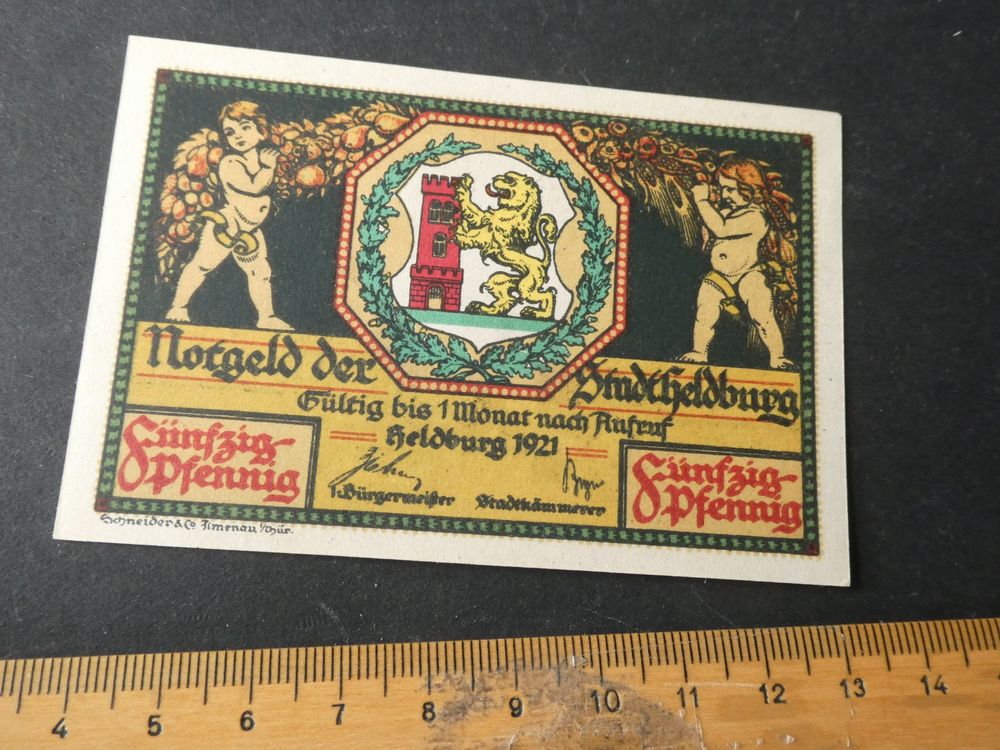 Notgeld der Stadt Heldburg
Gültig bis 1 Monat nach Aufruf
Heldburg 1921
1. Bürgermeister Stadtkämmerer
Fünfzig-
Pfennig
Fünfzig-
Pfennig
Schneider & Co Jlmenau i/Thür.
4 5 6 7 8 9 10 11 12 13 14